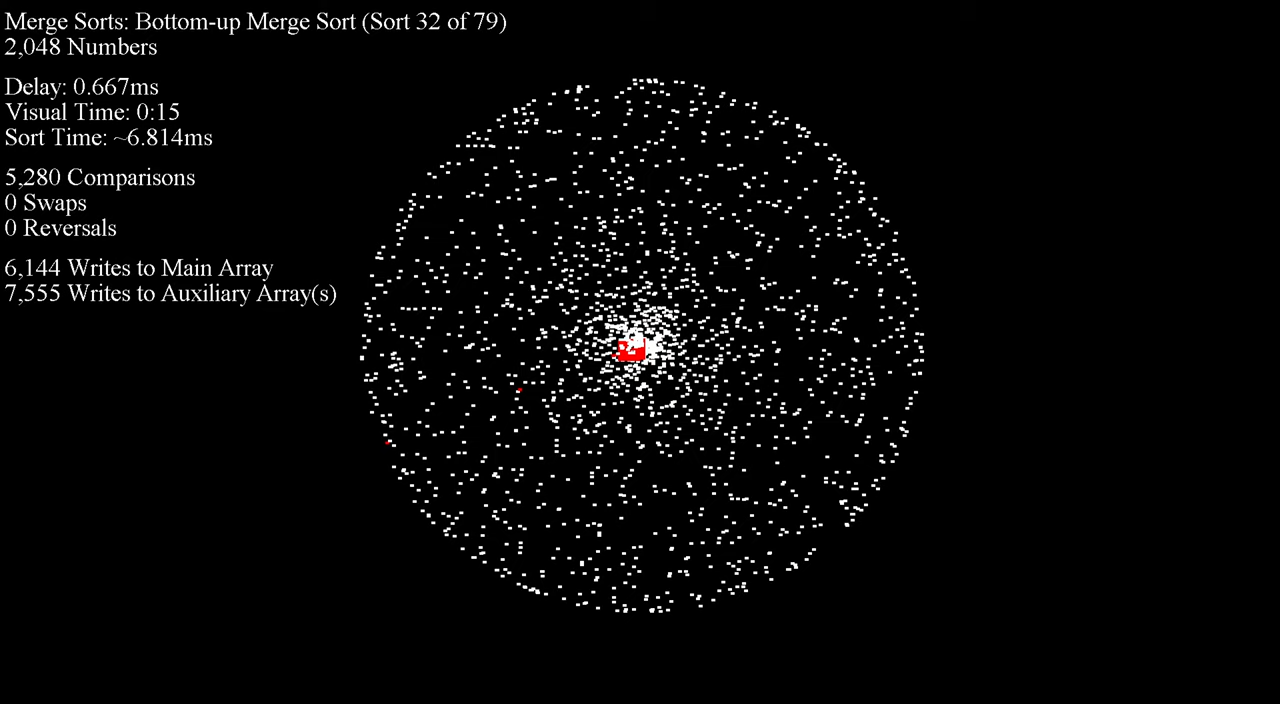 Merge Sorts: Bottom-up Merge Sort (Sort 32 of 79)
2,048 Numbers
Delay: 0.667ms
Visual Time: 0:15
Sort Time: ~6.814ms
5,280 Comparisons
0 Swaps
0 Reversals
6,144 Writes to Main Array
7,555 Writes to Auxiliary Array(s)